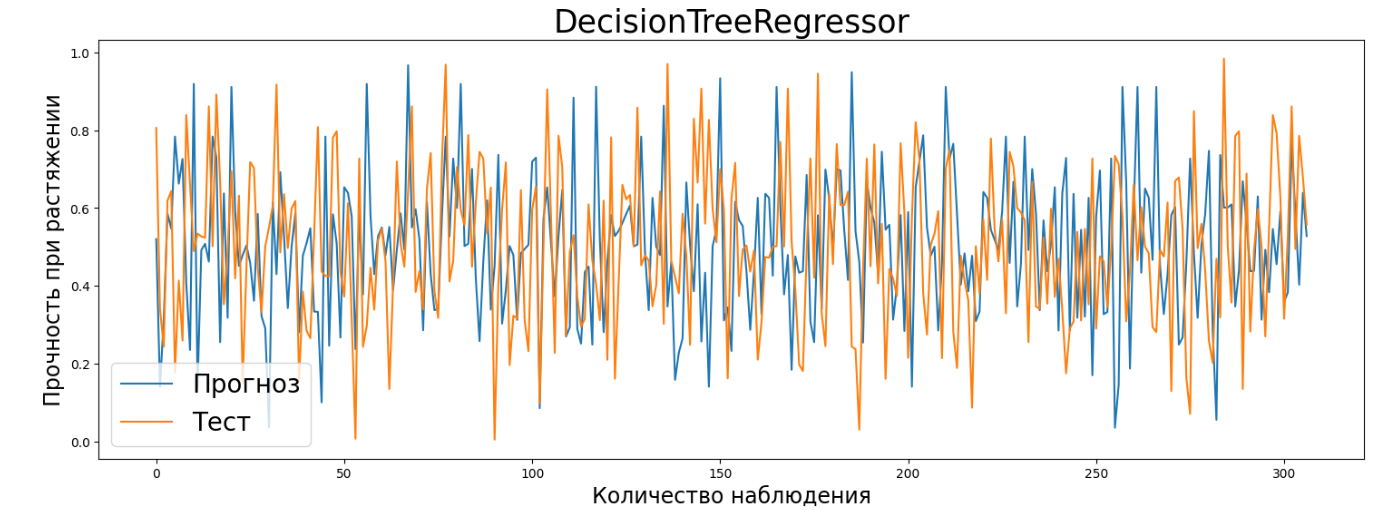 DecisionTreeRegressor
Прочность при растяжении
1.0
0.8
0.6
0.4
0.2
0.0
Прогноз
Тест
0 50 100 150 200 250 300
Количество наблюдения